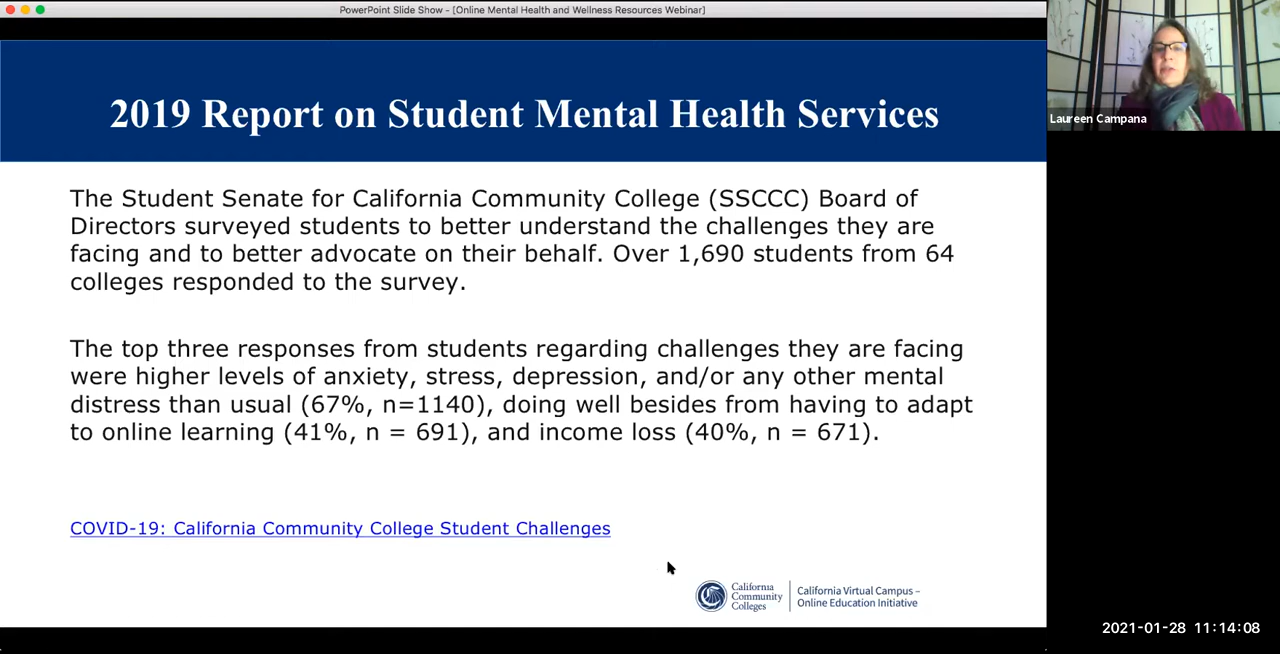 PowerPoint Slide Show - [Online Mental Health and Wellness Resources Webinar]
2019 Report on Student Mental Health Services
Laureen Campana
The Student Senate for California Community College (SSCCC) Board of
Directors surveyed students to better understand the challenges they are
facing and to better advocate on their behalf. Over 1,690 students from 64
colleges responded to the survey.
The top three responses from students regarding challenges they are facing
were higher levels of anxiety, stress, depression, and/or any other mental
distress than usual (67%, n=1140), doing well besides from having to adapt
to online learning (41%, n = 691), and income loss (40%, n = 671).
COVID-19: California Community College Student Challenges
California
Community
Colleges
California Virtual Campus –
Online Education Initiative
2021-01-28 11:14:08